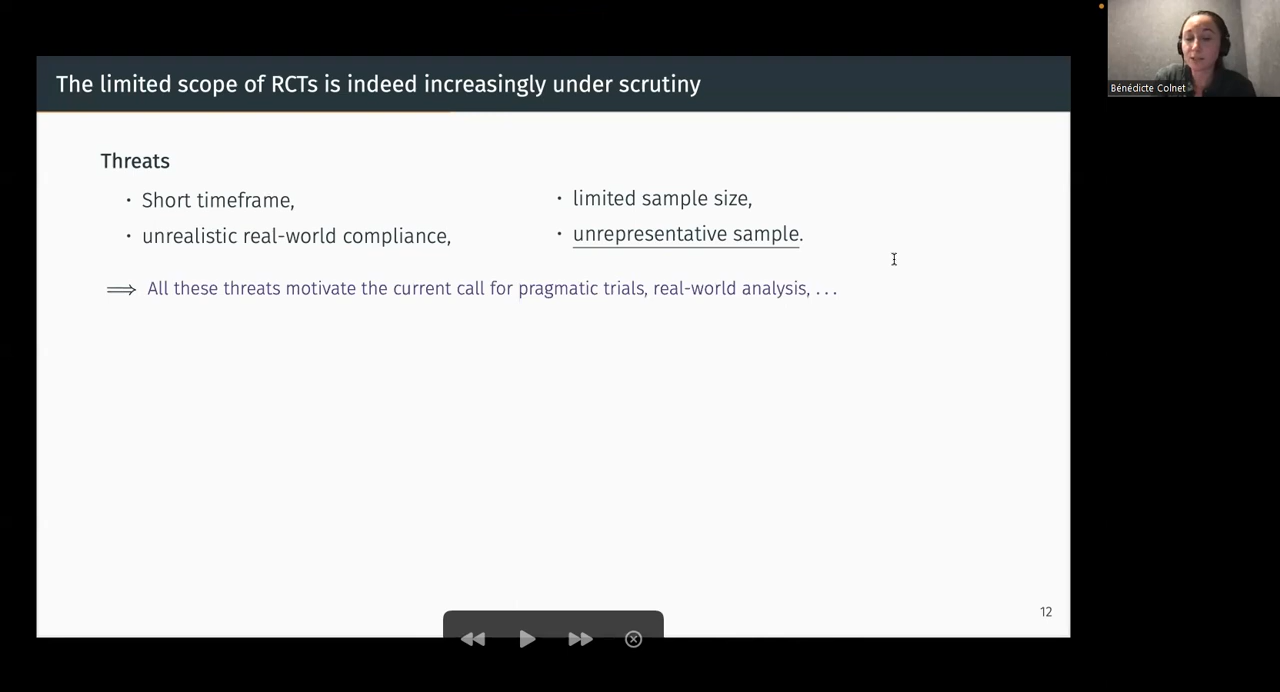 The limited scope of RCTs is indeed increasingly under scrutiny
Bénédicte Colnet
Threats
• Short timeframe,
• unrealistic real-world compliance,
• limited sample size,
• unrepresentative sample.
⟹ All these threats motivate the current call for pragmatic trials, real-world analysis, . . .
12